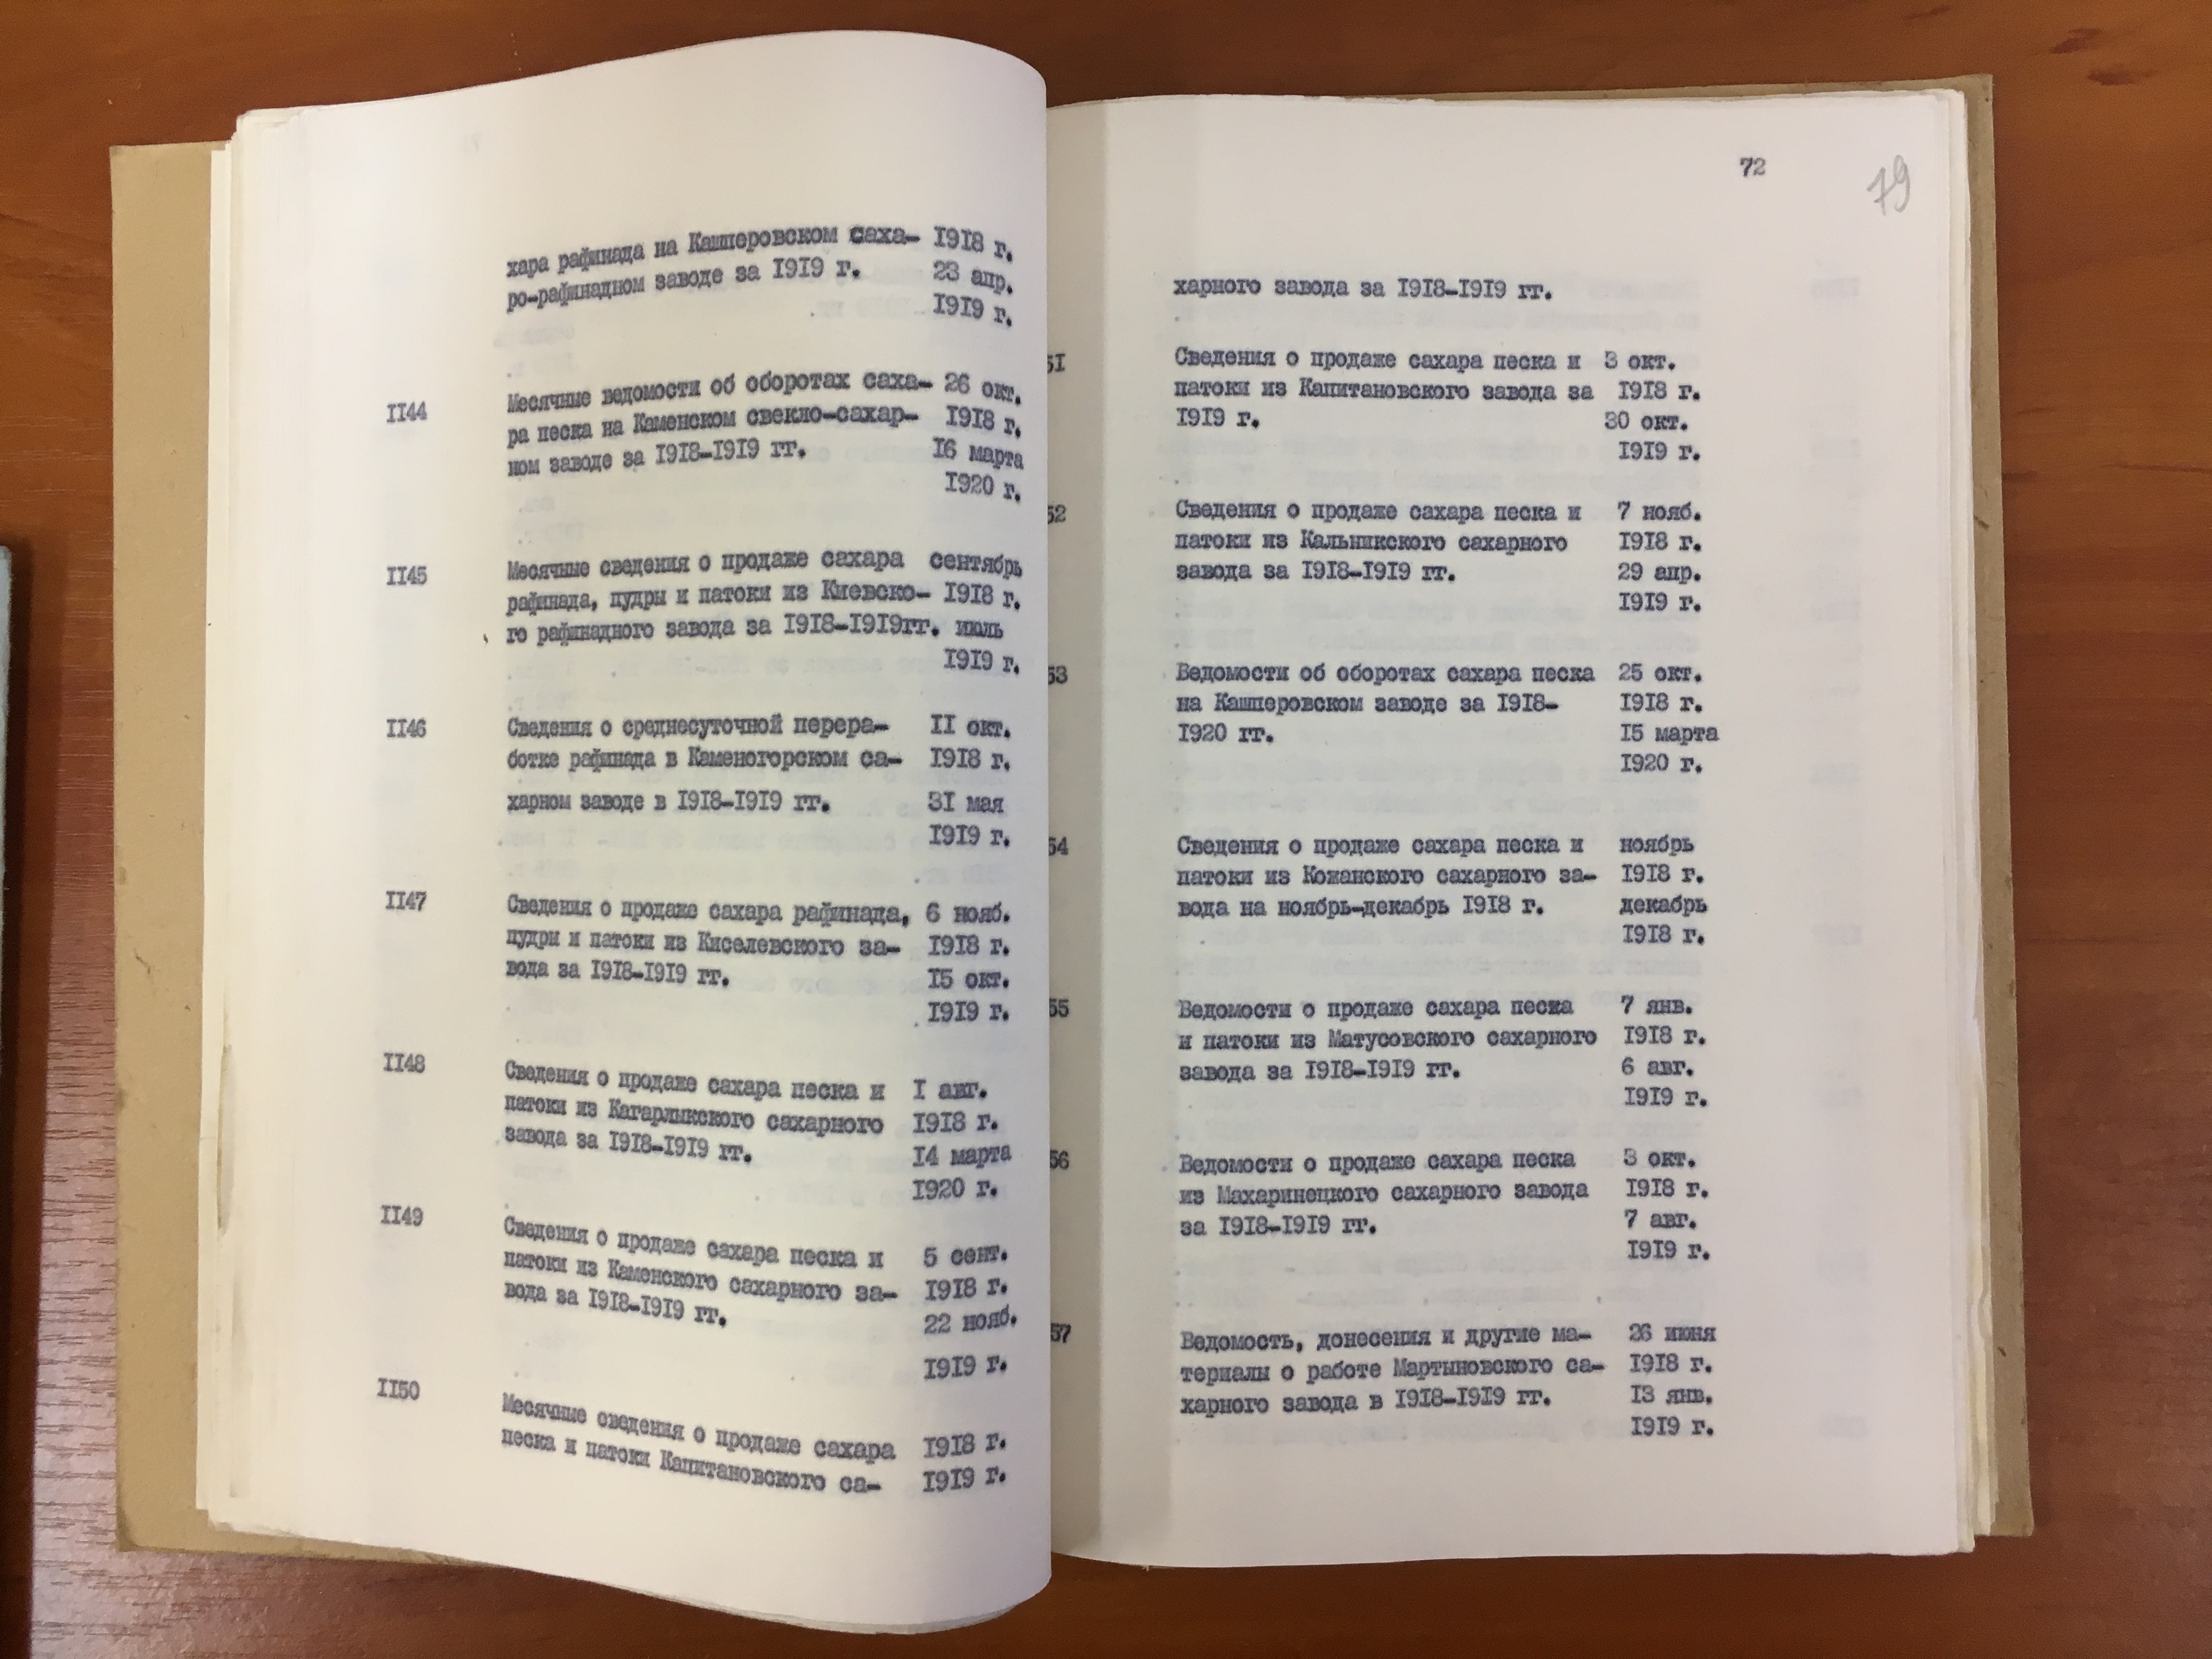 хара рафинада на Кашперовском саха- 1918 г.
ро-рафинадном заводе за 1919 г. 23 апр.
1919 г.
1144 Месячные ведомости об оборотах саха- 26 окт.
ра песка на Каменском свекло-сахар- 1918 г.
ном заводе за 1918-1919 гг. 16 марта
1920 г.
1145 Месячные сведения о продаже сахара сентябрь
рафинада, пудры и патоки из Киевско- 1918 г.
го рафинадного завода за 1918-1919гг. июль
1919 г.
1146 Сведения о среднесуточной перера- 11 окт.
ботке рафинада в Каменогорском са- 1918 г.
харном заводе в 1918-1919 гг. 31 мая
1919 г.
1147 Сведения о продаже сахара рафинада, 6 нояб.
пудры и патоки из Киселевского за- 1918 г.
вода за 1918-1919 гг. 15 окт.
1919 г.
1148 Сведения о продаже сахара песка и 1 авг.
патоки из Кагарлыкского сахарного 1918 г.
завода за 1918-1919 гг. 14 марта
1920 г.
1149 Сведения о продаже сахара песка и 5 сент.
патоки из Каменского сахарного за- 1918 г.
вода за 1918-1919 гг. 22 нояб.
1919 г.
1150 Месячные сведения о продаже сахара 1918 г.
песка и патоки Капитановского са- 1919 г.
72
79
харного завода за 1918-1919 гг.
51 Сведения о продаже сахара песка и 3 окт.
патоки из Капитановского завода за 1918 г.
1919 г. 30 окт.
1919 г.
52 Сведения о продаже сахара песка и 7 нояб.
патоки из Кальникского сахарного 1918 г.
завода за 1918-1919 гг. 29 апр.
1919 г.
53 Ведомости об оборотах сахара песка 25 окт.
на Кашперовском заводе за 1918- 1918 г.
1920 гг. 15 марта
1920 г.
54 Сведения о продаже сахара песка и ноябрь
патоки из Кожанского сахарного за- 1918 г.
вода на ноябрь-декабрь 1918 г. декабрь
1918 г.
55 Ведомости о продаже сахара песка 7 янв.
и патоки из Матусовского сахарного 1918 г.
завода за 1918-1919 гг. 6 авг.
1919 г.
56 Ведомости о продаже сахара песка 3 окт.
из Махаринецкого сахарного завода 1918 г.
за 1918-1919 гг. 7 авг.
1919 г.
57 Ведомость, донесения и другие ма- 26 июня
териалы о работе Мартыновского са- 1918 г.
харного завода в 1918-1919 гг. 13 янв.
1919 г.